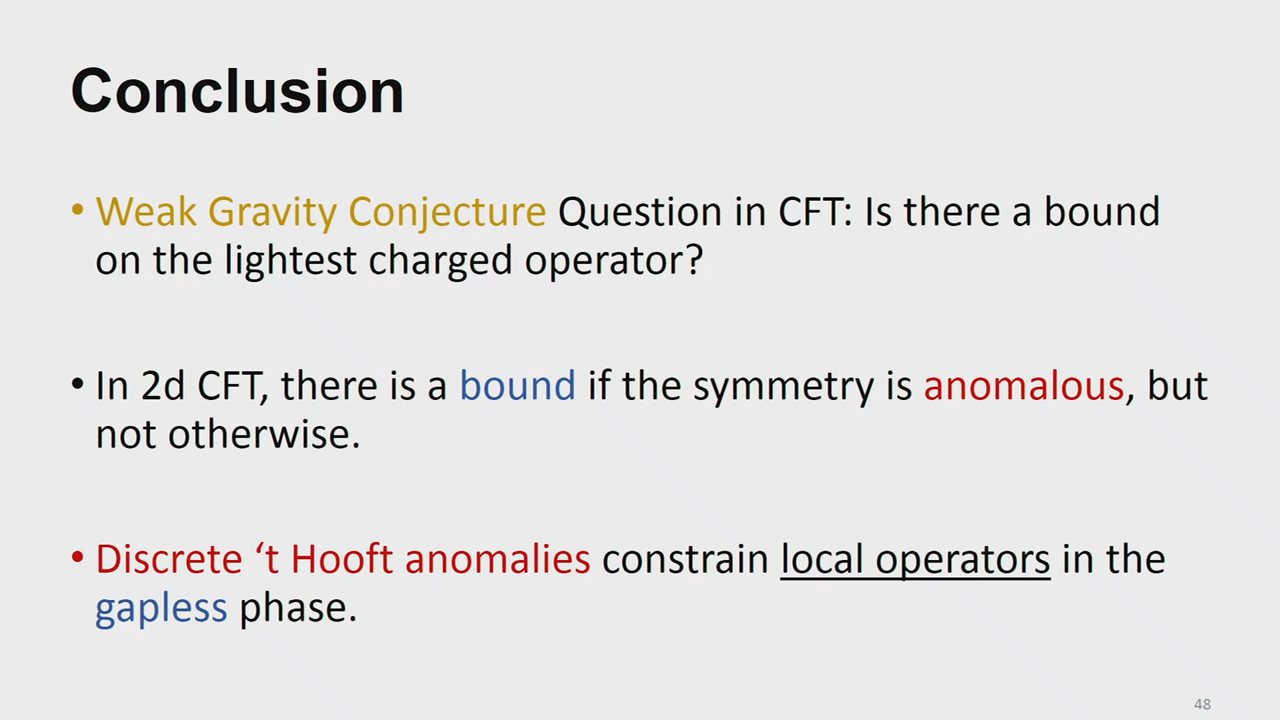 Conclusion
• Weak Gravity Conjecture Question in CFT: Is there a bound
on the lightest charged operator?
• In 2d CFT, there is a bound if the symmetry is anomalous, but
not otherwise.
• Discrete ‘t Hooft anomalies constrain local operators in the
gapless phase.
48